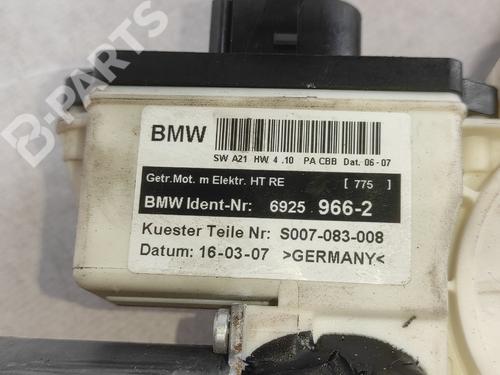 B-PARTS
BMW
SW A21 HW 4.10 PA CBB Dat. 06-07
Getr.Mot. m Elektr. HT RE [ 775 ]
BMW Ident-Nr: 6925 966-2
Kuester Teile Nr: S007-083-008
Datum: 16-03-07 >GERMANY<